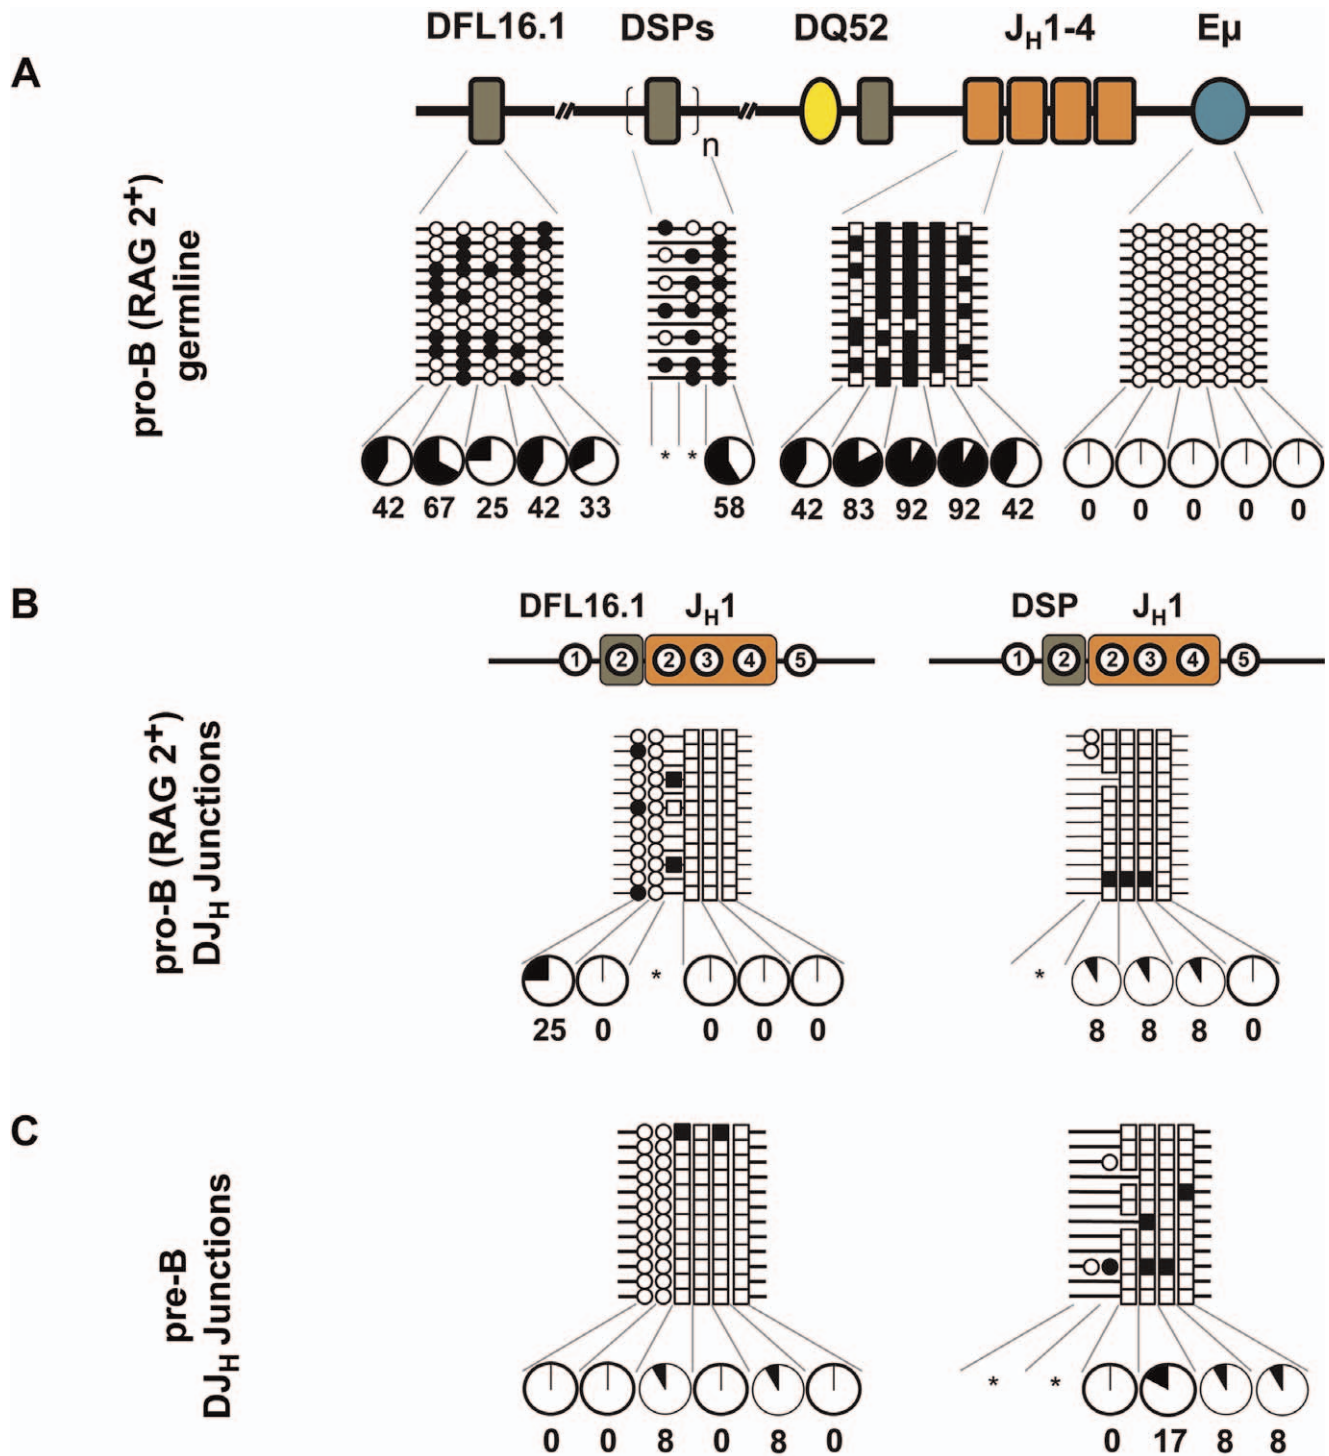 DFL16.1 DSPs DQ52 JH1-4 Eμ
A
n
pro-B (RAG 2+)
germline
* *
42 67 25 42 33 58 42 83 92 92 42 0 0 0 0 0
B
DFL16.1 JH1 DSP JH1
1 2 2 3 4 5 1 2 2 3 4 5
pro-B (RAG 2+)
DJH Junctions
* *
25 0 0 0 0 8 8 8 0
C
pre-B
DJH Junctions
* *
0 0 8 0 8 0 0 17 8 8